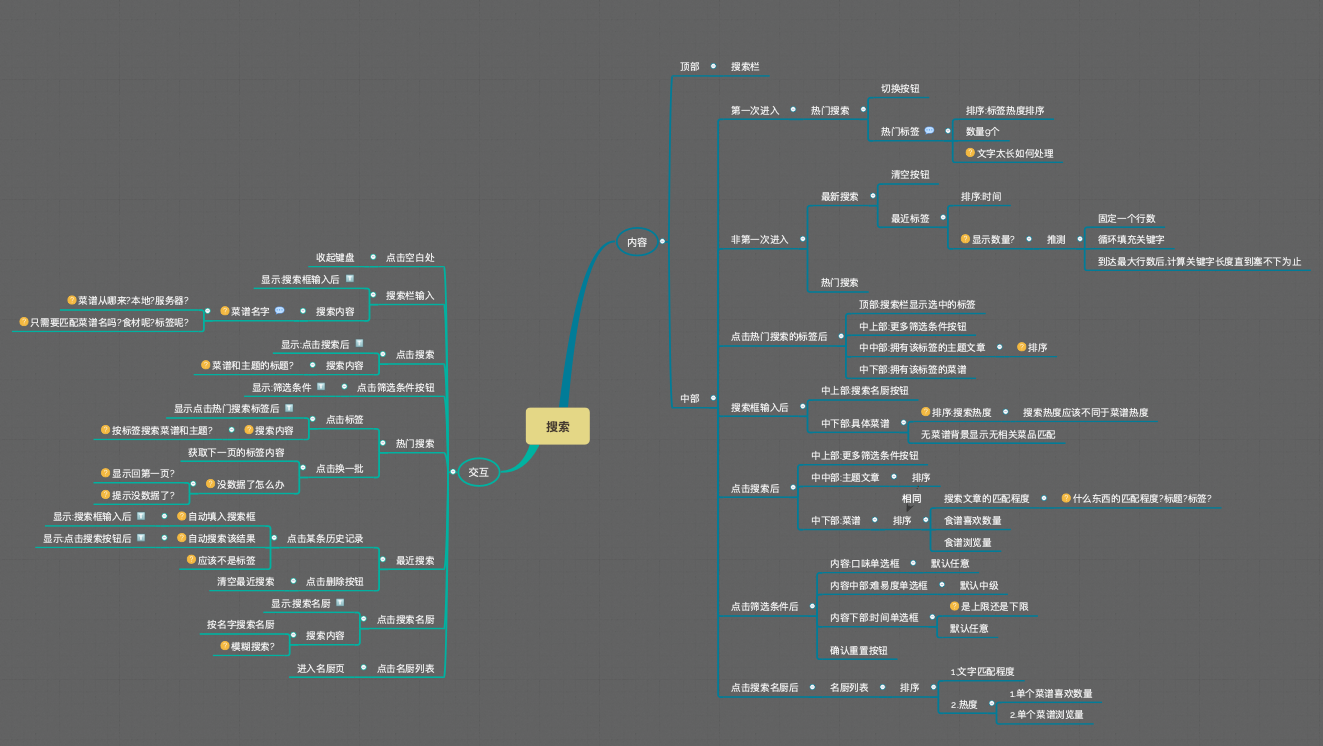 搜索
内容
顶部
搜索栏
中部
第一次进入
热门搜索
切换按钮
热门标签
排序:标签热度排序
数量9个
文字太长如何处理
非第一次进入
最新搜索
清空按钮
最近标签
排序:时间
显示数量?
推测
固定一个行数
循环填充关键字
到达最大行数后,计算关键字长度直到塞不下为止
热门搜索
点击热门搜索的标签后
顶部:搜索栏显示选中的标签
中上部:更多筛选条件按钮
中中部:拥有该标签的主题文章
排序
中下部:拥有该标签的菜谱
搜索框输入后
中上部:搜索名厨按钮
中下部:具体菜谱
排序:搜索热度
搜索热度应该不同于菜谱热度
无菜谱背景显示无相关菜品匹配
点击搜索后
中上部:更多筛选条件按钮
中中部:主题文章
排序
相同
中下部:菜谱
排序
搜索文章的匹配程度
什么东西的匹配程度?标题?标签?
食谱喜欢数量
食谱浏览量
点击筛选条件后
内容:口味单选框
默认任意
内容中部:难易度单选框
默认中级
内容下部:时间单选框
是上限还是下限
默认任意
确认重置按钮
点击搜索名厨后
名厨列表
排序
1.文字匹配程度
2.热度
1.单个菜谱喜欢数量
2.单个菜谱浏览量
交互
点击空白处
收起键盘
搜索栏输入
显示:搜索框输入后
搜索内容
菜谱名字
菜谱从哪来?本地?服务器?
只需要匹配菜谱名吗?食材呢?标签呢?
点击搜索
显示:点击搜索后
搜索内容
菜谱和主题的标题?
点击筛选条件按钮
显示:筛选条件
热门搜索
点击标签
显示点击热门搜索标签后
搜索内容
按标签搜索菜谱和主题?
点击换一批
获取下一页的标签内容
没数据了怎么办
显示回第一页?
提示没数据了?
最近搜索
点击某条历史记录
自动填入搜索框
显示:搜索框输入后
自动搜索该结果
显示:点击搜索按钮后
应该不是标签
点击删除按钮
清空最近搜索
点击搜索名厨
显示:搜索名厨
搜索内容
按名字搜索名厨
模糊搜索?
点击名厨列表
进入名厨页